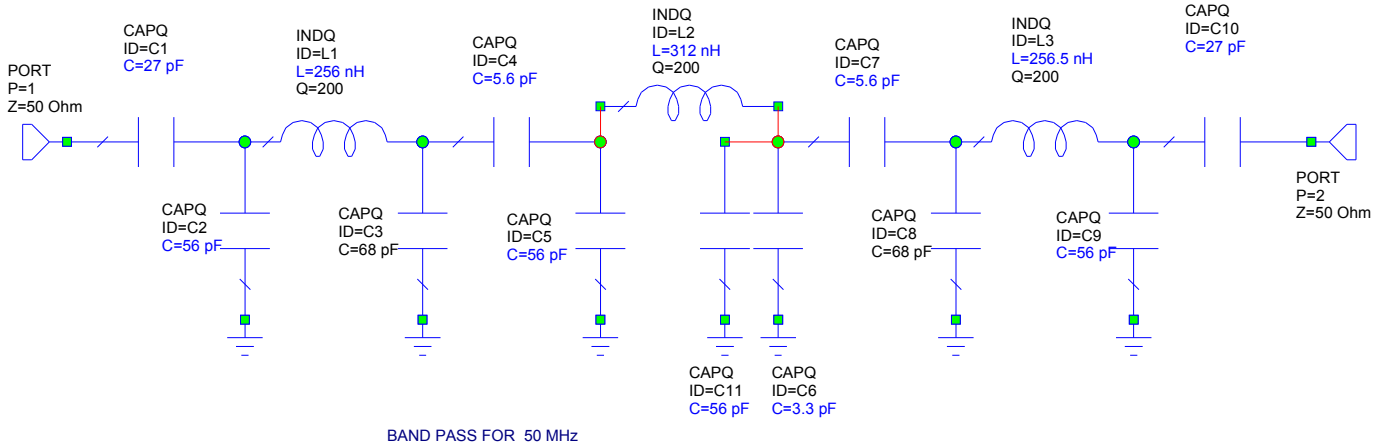 PORT
P=1
Z=50 Ohm
CAPQ
ID=C1
C=27 pF
INDQ
ID=L1
L=256 nH
Q=200
CAPQ
ID=C4
C=5.6 pF
INDQ
ID=L2
L=312 nH
Q=200
CAPQ
ID=C7
C=5.6 pF
INDQ
ID=L3
L=256.5 nH
Q=200
CAPQ
ID=C10
C=27 pF
PORT
P=2
Z=50 Ohm
CAPQ
ID=C2
C=56 pF
CAPQ
ID=C3
C=68 pF
CAPQ
ID=C5
C=56 pF
CAPQ
ID=C8
C=68 pF
CAPQ
ID=C9
C=56 pF
CAPQ
ID=C11
C=56 pF
CAPQ
ID=C6
C=3.3 pF
BAND PASS FOR 50 MHz